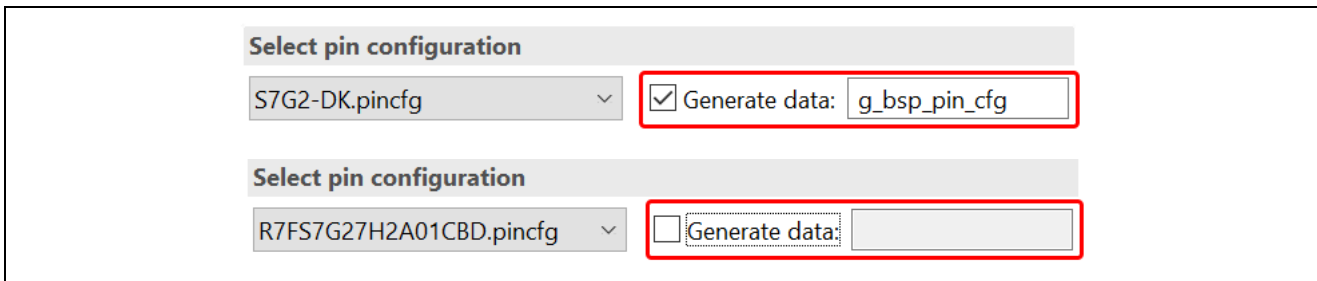 Select pin configuration
S7G2-DK.pincfg Generate data: g_bsp_pin_cfg
Select pin configuration
R7FS7G27H2A01CBD.pincfg Generate data: